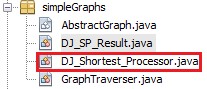 simpleGraphs
AbstractGraph.java
DJ_SP_Result.java
DJ_Shortest_Processor.java
GraphTraverser.java